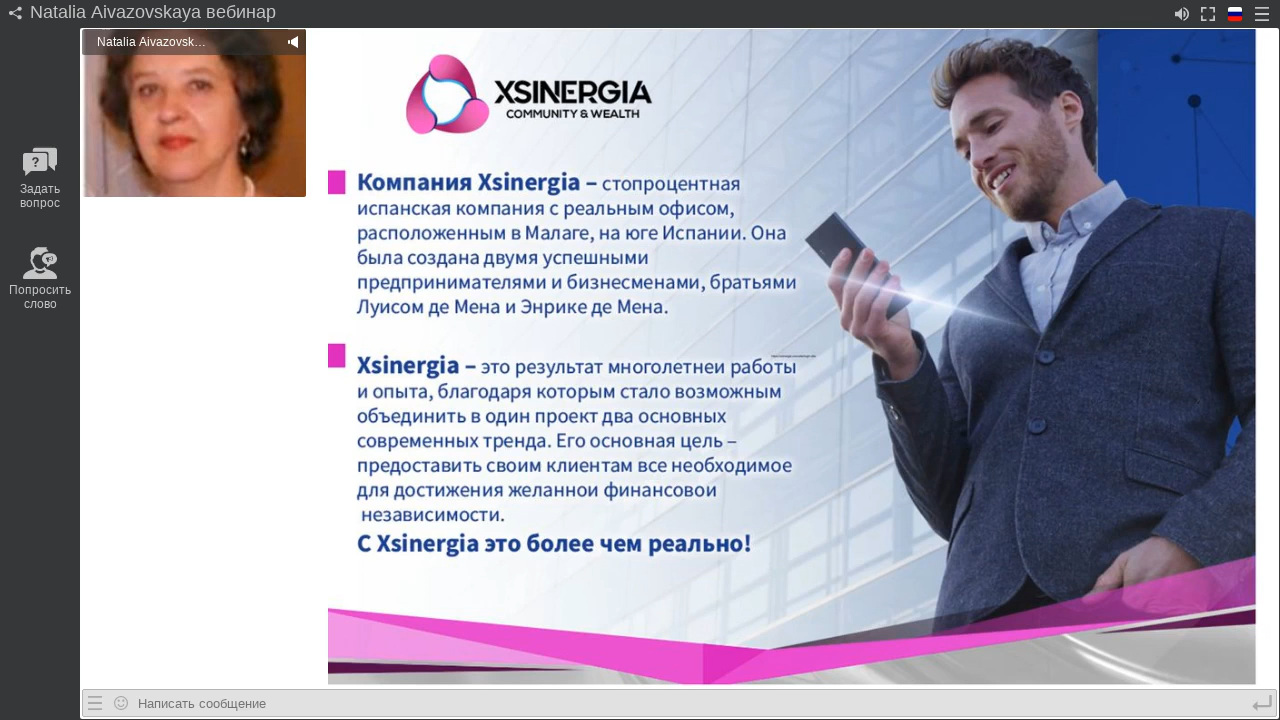 Natalia Aivazovskaya вебинар
Natalia Aivazovsk...
Задать
вопрос
Попросить
слово
XSINERGIA
COMMUNITY & WEALTH
Компания Xsinergia – стопроцентная
испанская компания с реальным офисом,
расположенным в Малаге, на юге Испании. Она
была создана двумя успешными
предпринимателями и бизнесменами, братьями
Луисом де Мена и Энрике де Мена.
Xsinergia – это результат многолетнеи работы
и опыта, благодаря которым стало возможным
объединить в один проект два основных
современных тренда. Его основная цель –
предоставить своим клиентам все необходимое
для достижения желаннои финансовои
независимости.
С Xsinergia это более чем реально!
Написать сообщение